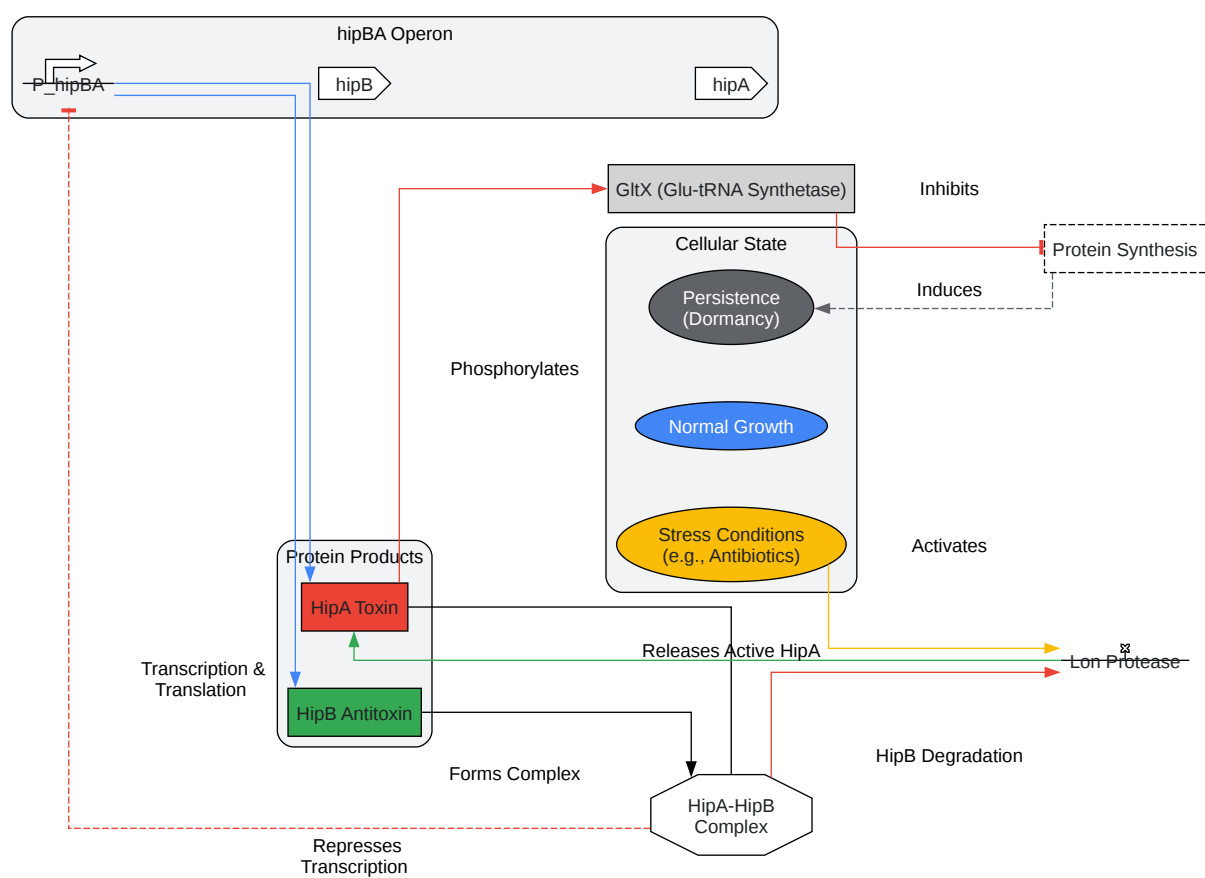 hipBA Operon
P_hipBA
hipB
hipA
GltX (Glu-tRNA Synthetase)
Inhibits
Cellular State
Protein Synthesis
Persistence
(Dormancy)
Induces
Phosphorylates
Normal Growth
Stress Conditions
(e.g., Antibiotics)
Activates
Protein Products
HipA Toxin
Releases Active HipA
Lon Protease
Transcription &
Translation
HipB Antitoxin
HipB Degradation
Forms Complex
HipA-HipB
Complex
Represses
Transcription